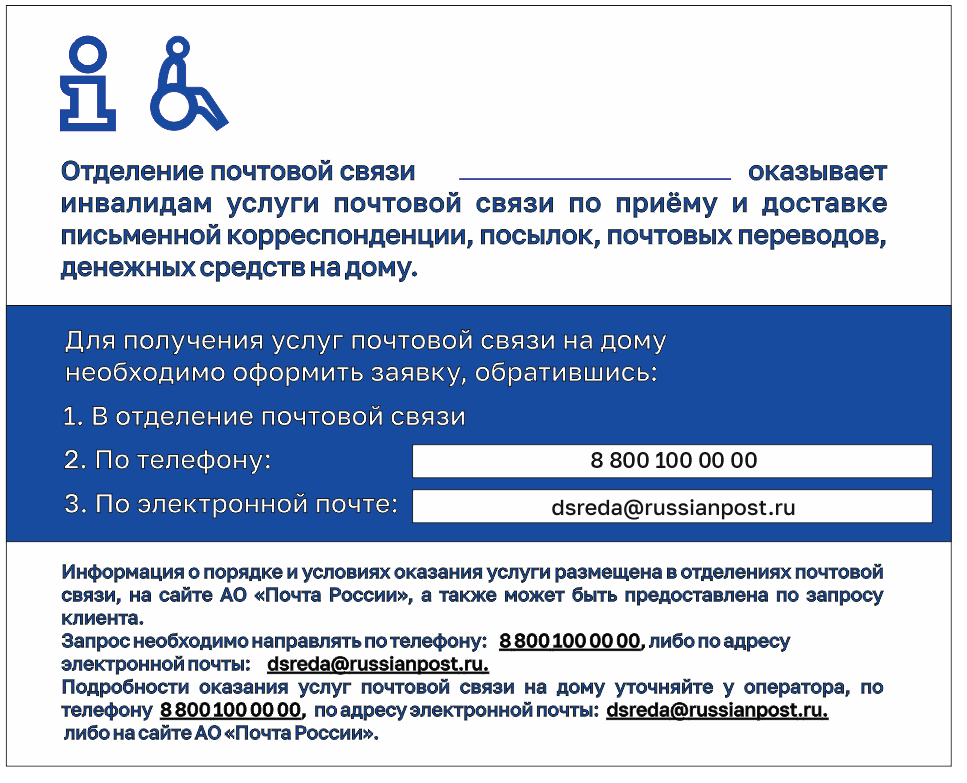 Отделение почтовой связи оказывает
инвалидам услуги почтовой связи по приёму и доставке
письменной корреспонденции, посылок, почтовых переводов,
денежных средств на дому.
Для получения услуг почтовой связи на дому
необходимо оформить заявку, обратившись:
1. В отделение почтовой связи
2. По телефону: 8 800 100 00 00
3. По электронной почте: dsreda@russianpost.ru
Информация о порядке и условиях оказания услуги размещена в отделениях почтовой
связи, на сайте АО «Почта России», а также может быть предоставлена по запросу
клиента.
Запрос необходимо направлять по телефону: 8 800 100 00 00, либо по адресу
электронной почты: dsreda@russianpost.ru.
Подробности оказания услуг почтовой связи на дому уточняйте у оператора, по
телефону 8 800 100 00 00, по адресу электронной почты: dsreda@russianpost.ru.
либо на сайте АО «Почта России».